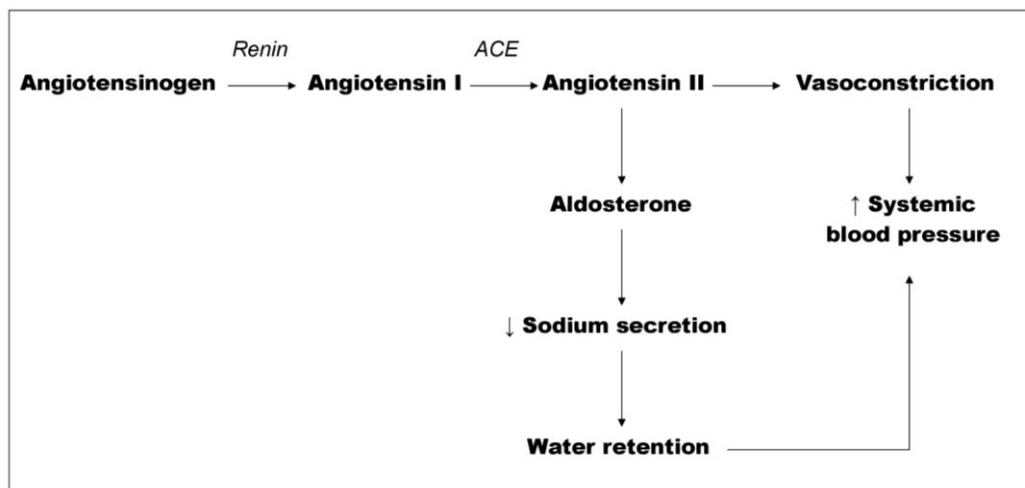 Renin ACE
Angiotensinogen Angiotensin I Angiotensin II Vasoconstriction
Aldosterone
↑ Systemic
blood pressure
↓ Sodium secretion
Water retention